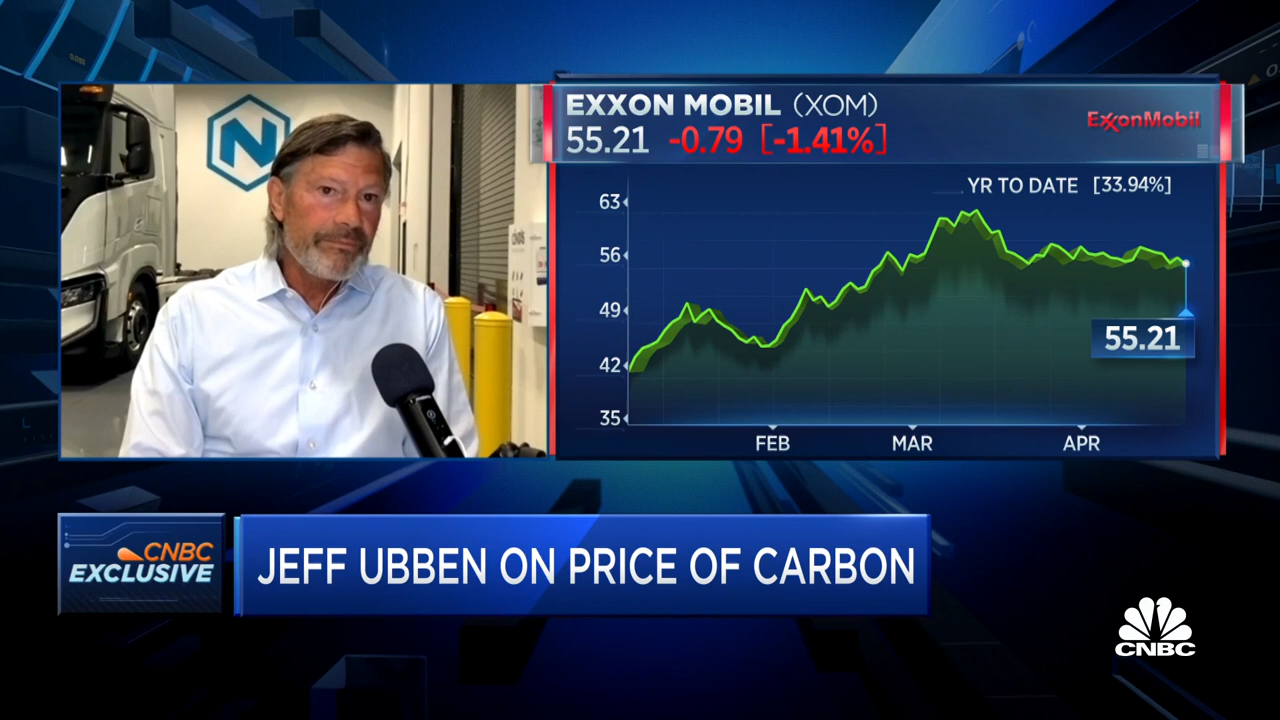 EXXON MOBIL (XOM)
55.21 -0.79 [-1.41%]
ExxonMobil
YR TO DATE [33.94%]
63
56
49
42
35
FEB MAR APR
55.21
N
CNBC
EXCLUSIVE
JEFF UBBEN ON PRICE OF CARBON
CNBC